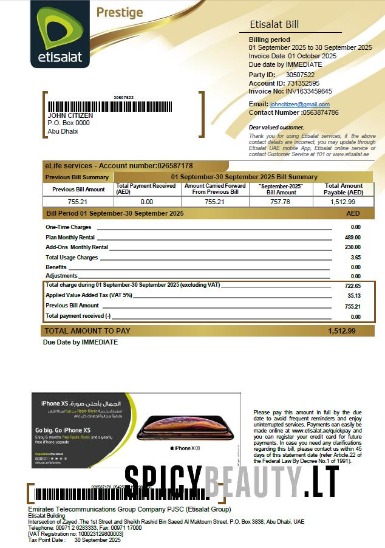 Prestige
etisalat
Etisalat Bill
Billing period
01 September 2025 to 30 September 2025
Invoice Date 01 October 2025
Due date by IMMEDIATE
Party ID: 30507522
Account ID: 731352595
Invoice No: INV1633459645
Email: johncitizen@gmail.com
Contact Number :0563874786
30507522
JOHN CITIZEN
P.O. Box 0000
Abu Dhabi
Dear valued customer,
Thank you for using Etisalat services, if the above
contact details are incorrect, you may update through
Etisalat UAE mobile App, Etisalat online service or
contact Customer Service at 101 or www.etisalat.ae
eLife services - Account number:026587178
Previous Bill Summary 01 September-30 September 2025 Bill Summary
Previous Bill Amount Total Payment Received (AED) Amount Carried Forward From Previous Bill "September-2025" Bill Amount Total Amount Payable (AED)
755.21 0.00 755.21 757.78 1,512.99
Bill Period 01 September-30 September 2025 AED
One-Time Charges 0.00
Plan Monthly Rental 489.00
Add-Ons Monthly Rental 230.00
Total Usage Charges 3.65
Benefits 0.00
Adjustments 0.00
Total charge during 01 September-30 September 2025 (excluding VAT) 722.65
Applied Value Added Tax (VAT 5%) 35.13
Previous Bill Amount 755.21
Total payment received (-) 0.00
TOTAL AMOUNT TO PAY 1,512.99
Due Date by IMMEDIATE
iPhone XS
Go big. Go iPhone XS
iPhone XS
Please pay this amount in full by the due
date to avoid frequent reminders and enjoy
uninterrupted services. Payments can easily be
made online at www.etisalat.ae/quickpay and
you can register your credit card for future
payments. In case you need any clarifications
regarding this bill, please contact us within 45
days of this statement date (refer Article 22 of
the Federal Law By Decree No.1 of 1991).
SPICYBEAUTY.LT
Emirates Telecommunications Group Company PJSC (Etisalat Group)
Etisalat Building
Intersection of Zayed The 1st Street and Sheikh Rashid Bin Saeed Al Maktoum Street. P.O. Box 3838, Abu Dhabi, UAE
Telephone: 00971 2 6283333, Fax: 00971 17000
[VAT Registration no: 100023129800003]
Tax Point Date : 30 September 2025